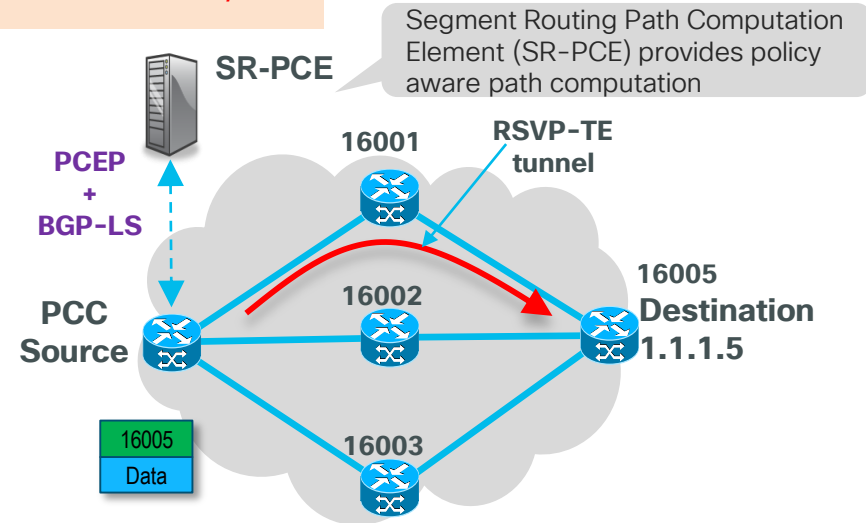 Segment Routing Path Computation
Element (SR-PCE) provides policy
aware path computation
SR-PCE
RSVP-TE
tunnel
16001
PCEP
+
BGP-LS
16002
16005
Destination
1.1.1.5
PCC
Source
16005
Data
16003